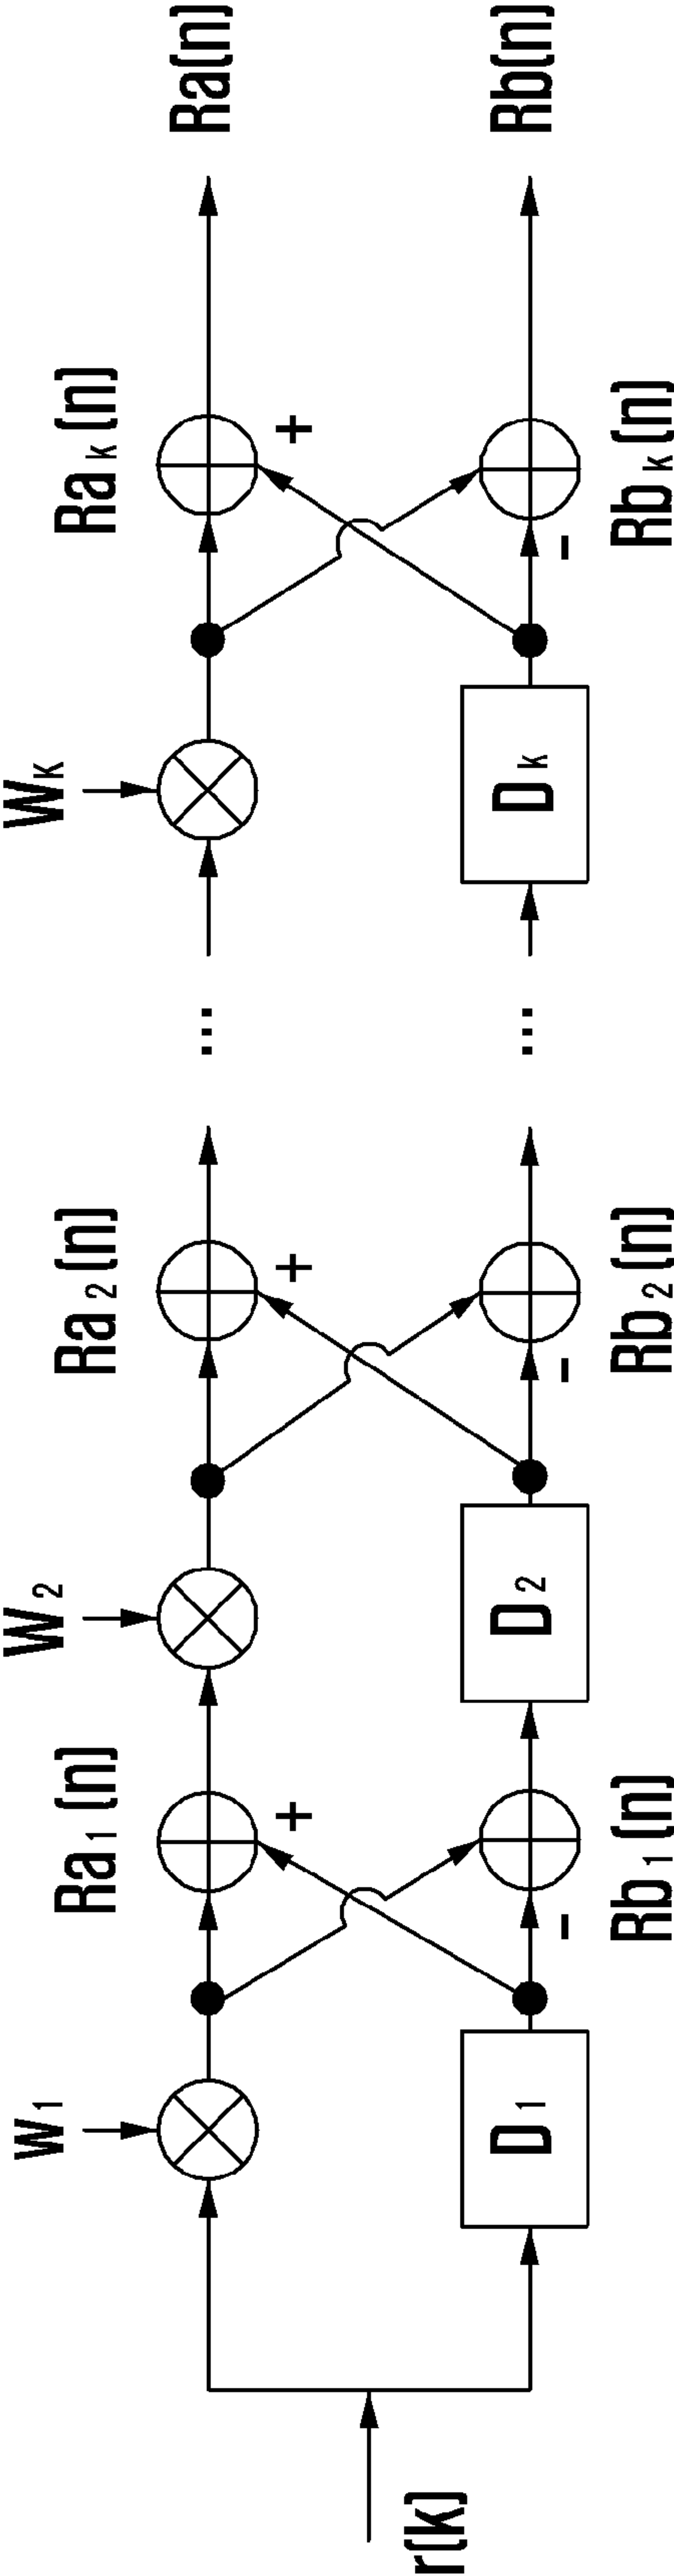 W₁ W₂ Wₖ
Ra₁(n) Ra₂(n) ... Raₖ(n) Ra(n)
+ + +
r(k)
- - -
D₁ D₂ ... Dₖ Rb(n)
Rb₁(n) Rb₂(n) Rbₖ(n)